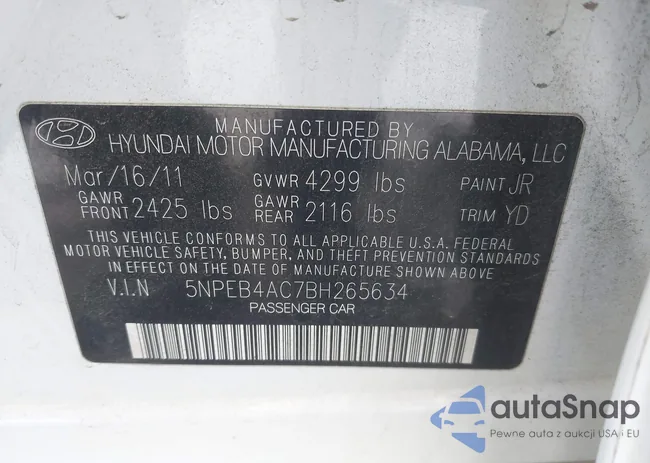 MANUFACTURED BY
HYUNDAI MOTOR MANUFACTURING ALABAMA, LLC
Mar/16/11 GVWR 4299 lbs PAINT JR
GAWR FRONT 2425 lbs GAWR REAR 2116 lbs TRIM YD
THIS VEHICLE CONFORMS TO ALL APPLICABLE U.S.A. FEDERAL
MOTOR VEHICLE SAFETY, BUMPER, AND THEFT PREVENTION STANDARDS
IN EFFECT ON THE DATE OF MANUFACTURE SHOWN ABOVE.
V.I.N 5NPEB4AC7BH265634
PASSENGER CAR
autaSnap
Pewne auta z aukcji USA i EU